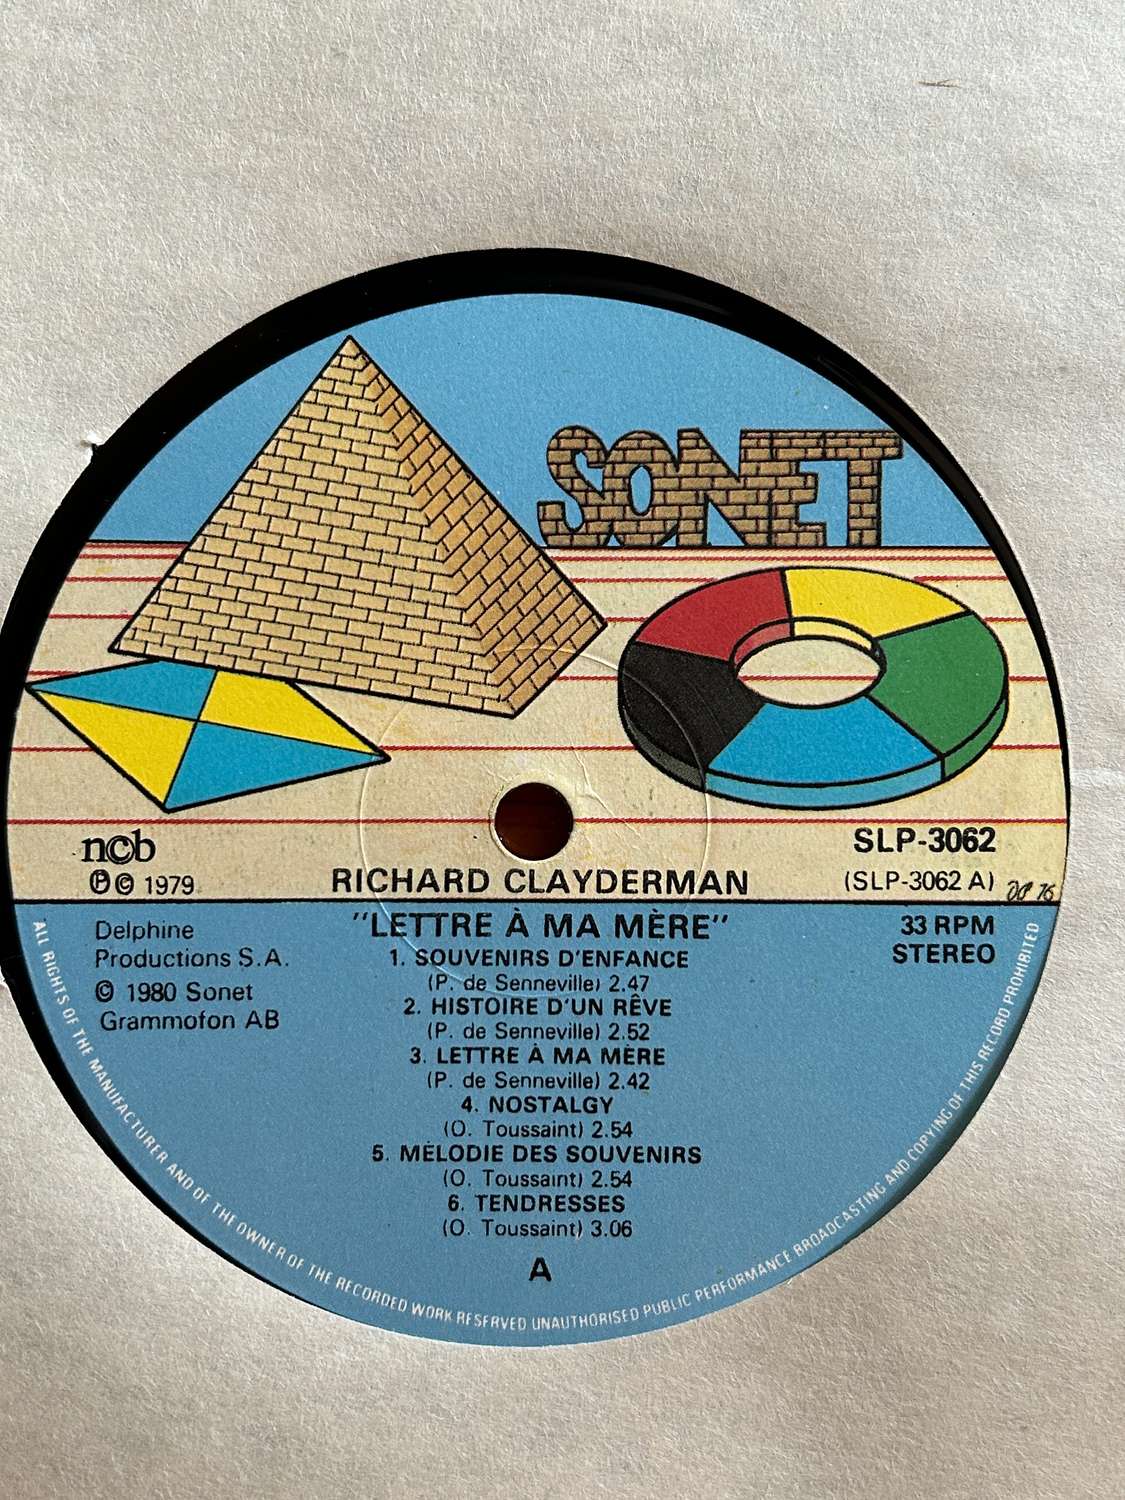 SONET
ncb
SLP-3062
℗ © 1979
RICHARD CLAYDERMAN
(SLP-3062 A)
"LETTRE À MA MÈRE"
33 RPM
STEREO
Delphine
Productions S.A.
© 1980 Sonet
Grammofon AB
1. SOUVENIRS D'ENFANCE
(P. de Senneville) 2.47
2. HISTOIRE D'UN RÊVE
(P. de Senneville) 2.52
3. LETTRE À MA MÈRE
(P. de Senneville) 2.42
4. NOSTALGY
(O. Toussaint) 2.54
5. MÉLODIE DES SOUVENIRS
(O. Toussaint) 2.54
6. TENDRESSES
(O. Toussaint) 3.06
A
ALL RIGHTS OF THE MANUFACTURER AND OF THE OWNER OF THE RECORDED WORK RESERVED UNAUTHORISED PUBLIC PERFORMANCE BROADCASTING AND COPYING OF THIS RECORD PROHIBITED